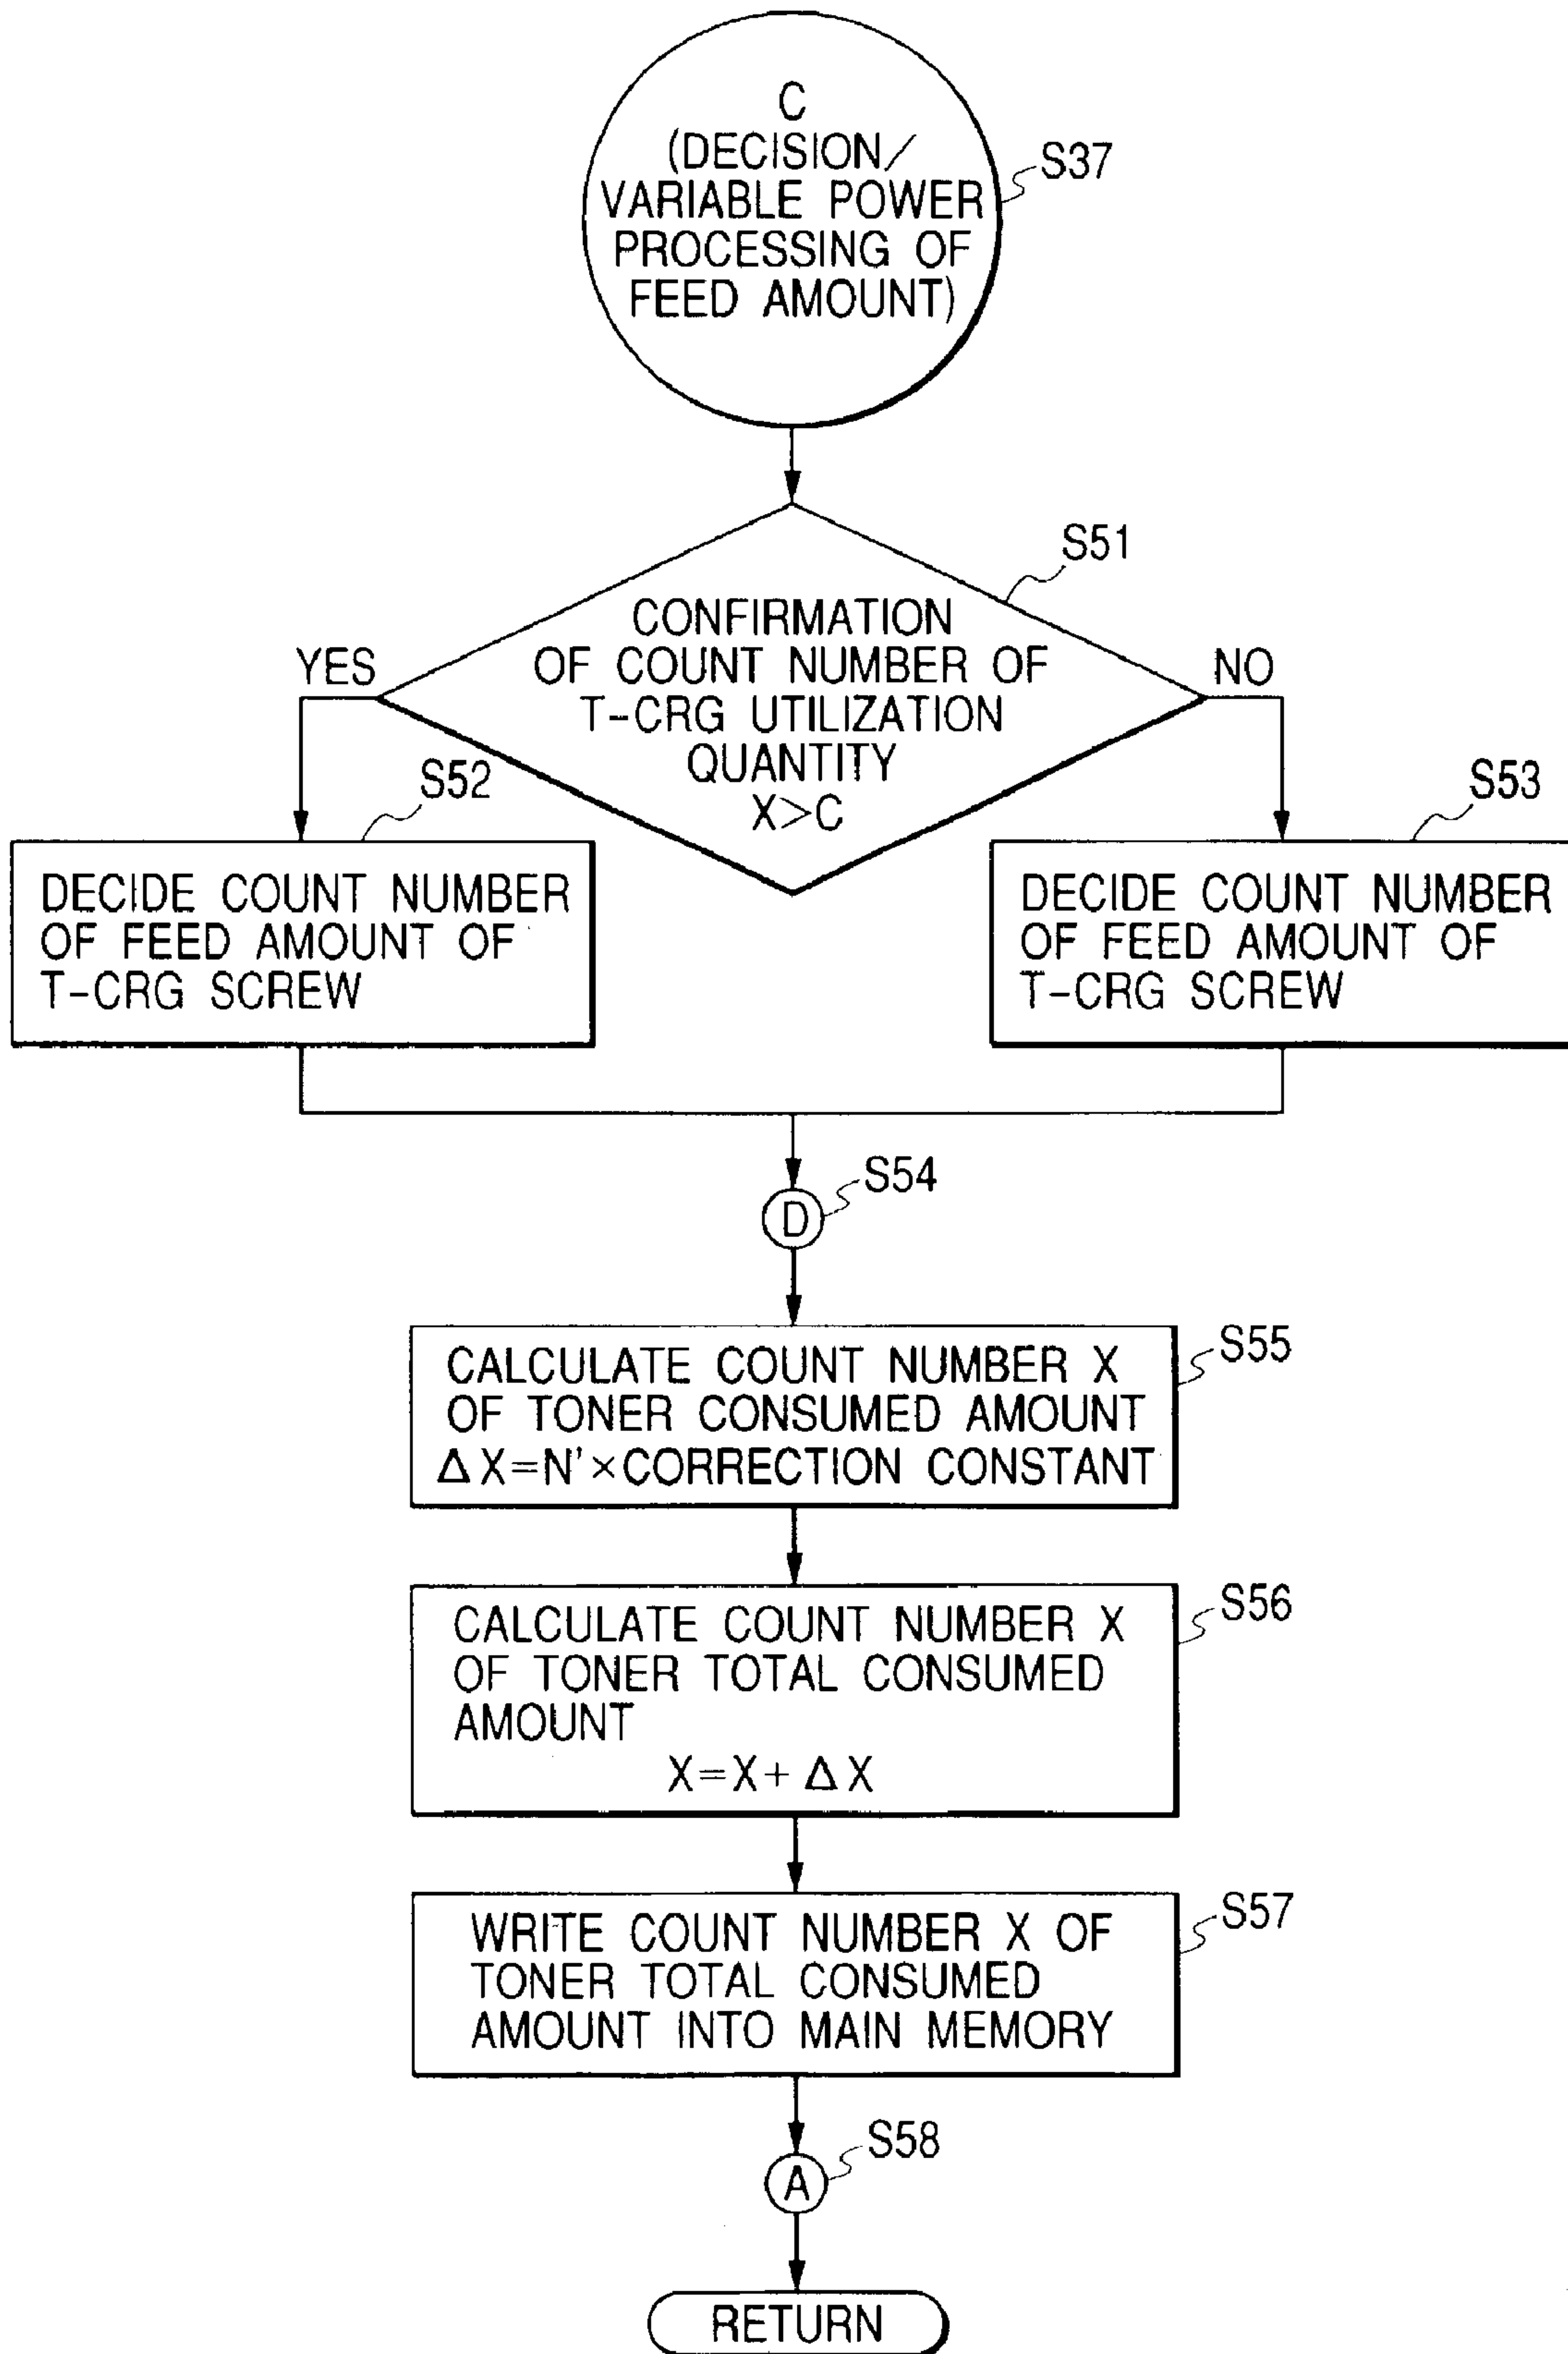 C
(DECISION/
VARIABLE POWER
PROCESSING OF
FEED AMOUNT)
S37
S51
CONFIRMATION
OF COUNT NUMBER OF
T-CRG UTILIZATION
QUANTITY
X>C
YES
NO
S52
DECIDE COUNT NUMBER
OF FEED AMOUNT OF
T-CRG SCREW
S53
DECIDE COUNT NUMBER
OF FEED AMOUNT OF
T-CRG SCREW
S54
D
S55
CALCULATE COUNT NUMBER X
OF TONER CONSUMED AMOUNT
ΔX=N'×CORRECTION CONSTANT
S56
CALCULATE COUNT NUMBER X
OF TONER TOTAL CONSUMED
AMOUNT
X=X+ΔX
S57
WRITE COUNT NUMBER X OF
TONER TOTAL CONSUMED
AMOUNT INTO MAIN MEMORY
S58
A
RETURN